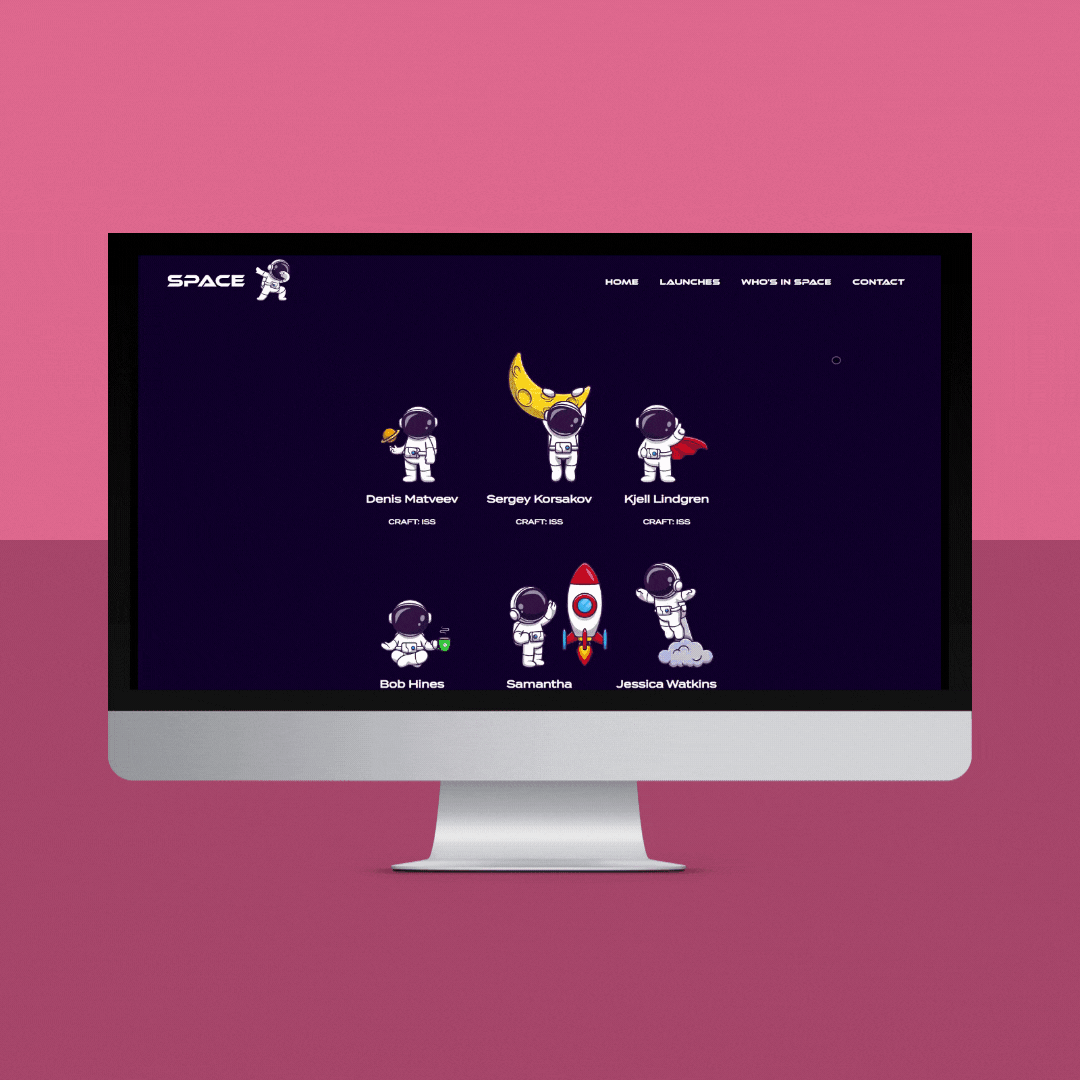 SPACE
HOME LAUNCHES WHO'S IN SPACE CONTACT
Denis Matveev Sergey Korsakov Kjell Lindgren
CRAFT: ISS CRAFT: ISS CRAFT: ISS
Bob Hines Samantha Jessica Watkins